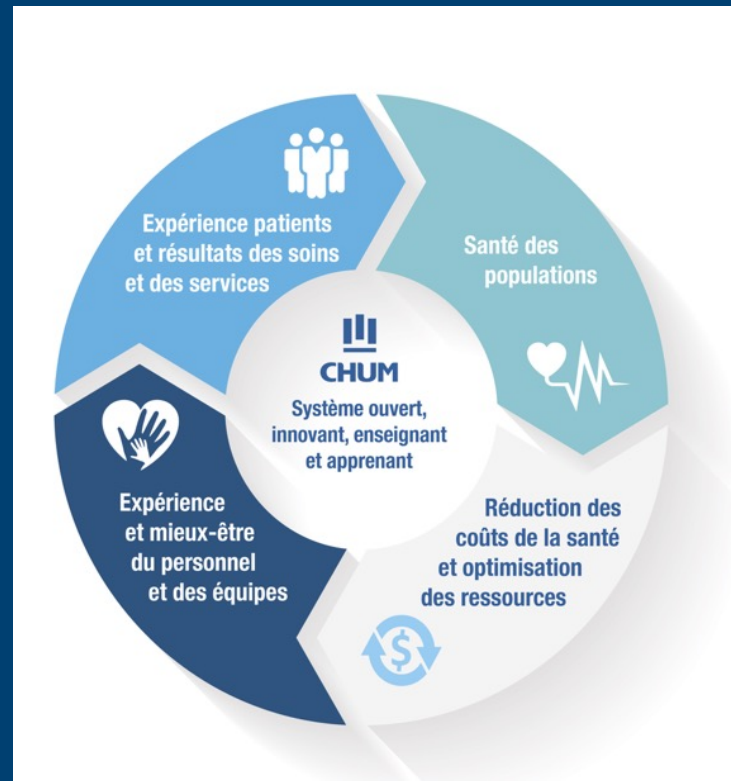 Expérience patients
et résultats des soins
et des services
Santé des
populations
CHUM
Système ouvert,
innovant, enseignant
et apprenant
Expérience
et mieux-être
du personnel
et des équipes
Réduction des
coûts de la santé
et optimisation
des ressources
$